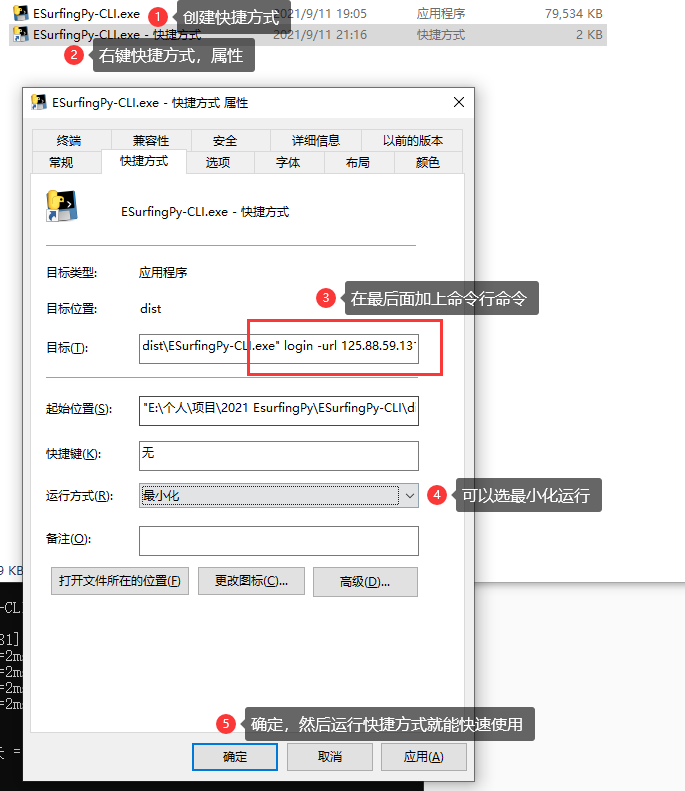 ESurfingPy-CLI.exe 1 创建快捷方式 2021/9/11 19:05 应用程序 79,534 KB
ESurfingPy-CLI.exe - 快捷方式 2021/9/11 21:16 快捷方式 2 KB
2 右键快捷方式，属性
ESurfingPy-CLI.exe - 快捷方式 属性
终端 兼容性 安全 详细信息 以前的版本
常规 快捷方式 选项 字体 布局 颜色
ESurfingPy-CLI.exe - 快捷方式
目标类型: 应用程序
3 在最后面加上命令行命令
目标位置: dist
目标(T): dist\ESurfingPy-CLI.exe" login -url 125.88.59.131
起始位置(S): "E:\个人\项目\2021 EsurfingPy\ESurfingPy-CLI\d
快捷键(K): 无
运行方式(R): 最小化 4 可以选最小化运行
备注(O):
9 KB
打开文件所在的位置(F) 更改图标(C)... 高级(D)...
-CL
31]
=2ms
=2ms
=2ms
=2ms
5 确定，然后运行快捷方式就能快速使用
天 =
确定 取消 应用(A)